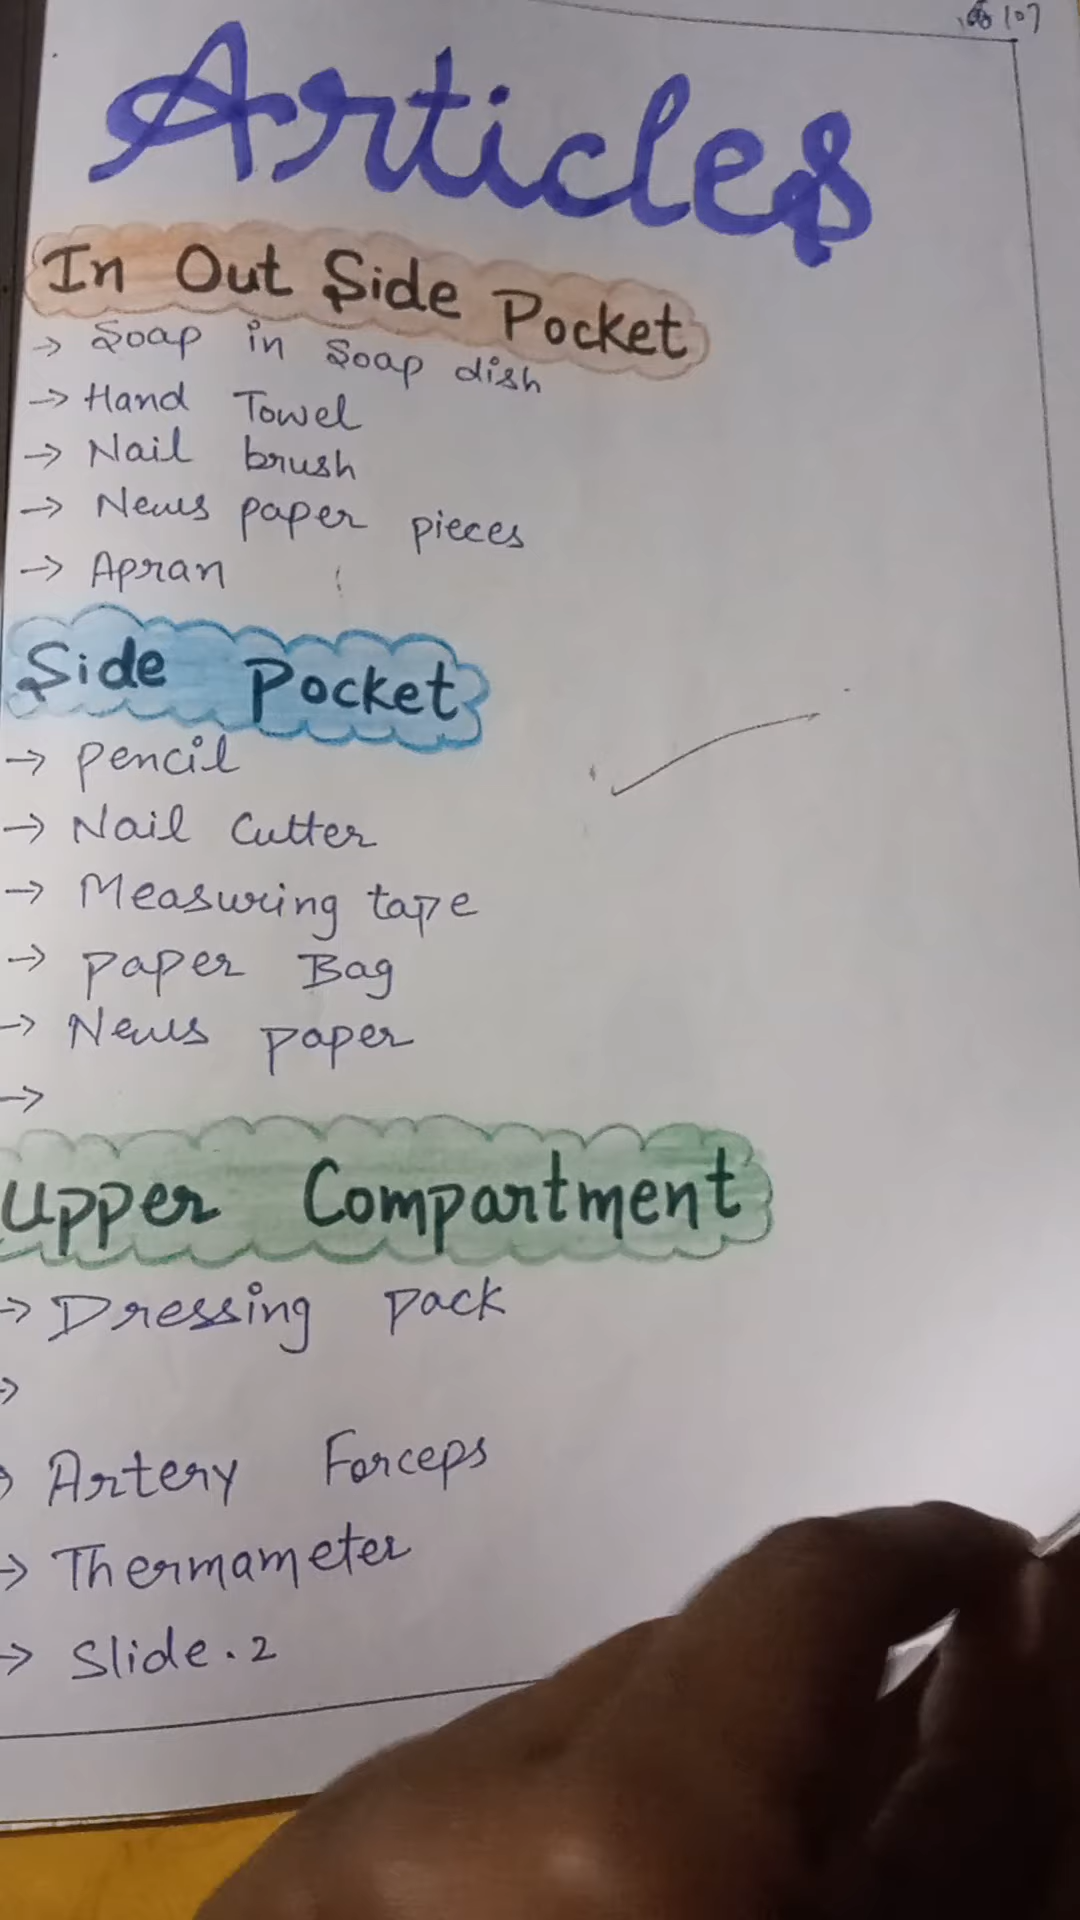 107
Articles
In Out Side Pocket
→ Soap in Soap dish
→ Hand Towel
→ Nail brush
→ News paper pieces
→ Apran
Side Pocket
→ Pencil
→ Nail Cutter
→ Measuring tape
→ Paper Bag
→ News paper
→
Upper Compartment
→ Dressing pack
→
→ Artery Forceps
→ Thermameter
→ Slide.2